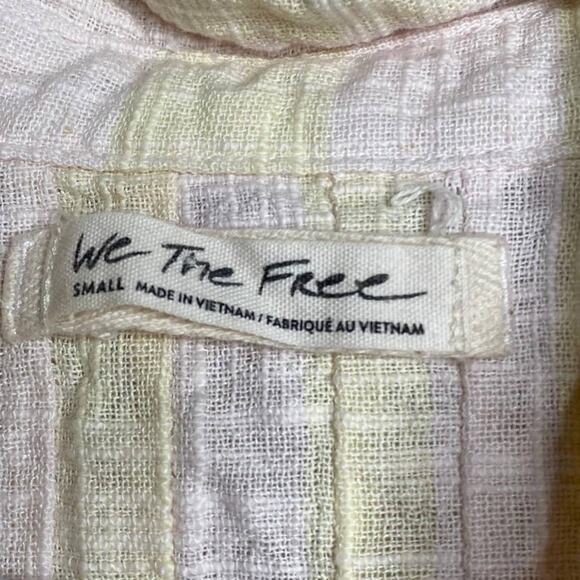 We The Free
SMALL MADE IN VIETNAM / FABRIQUÉ AU VIETNAM